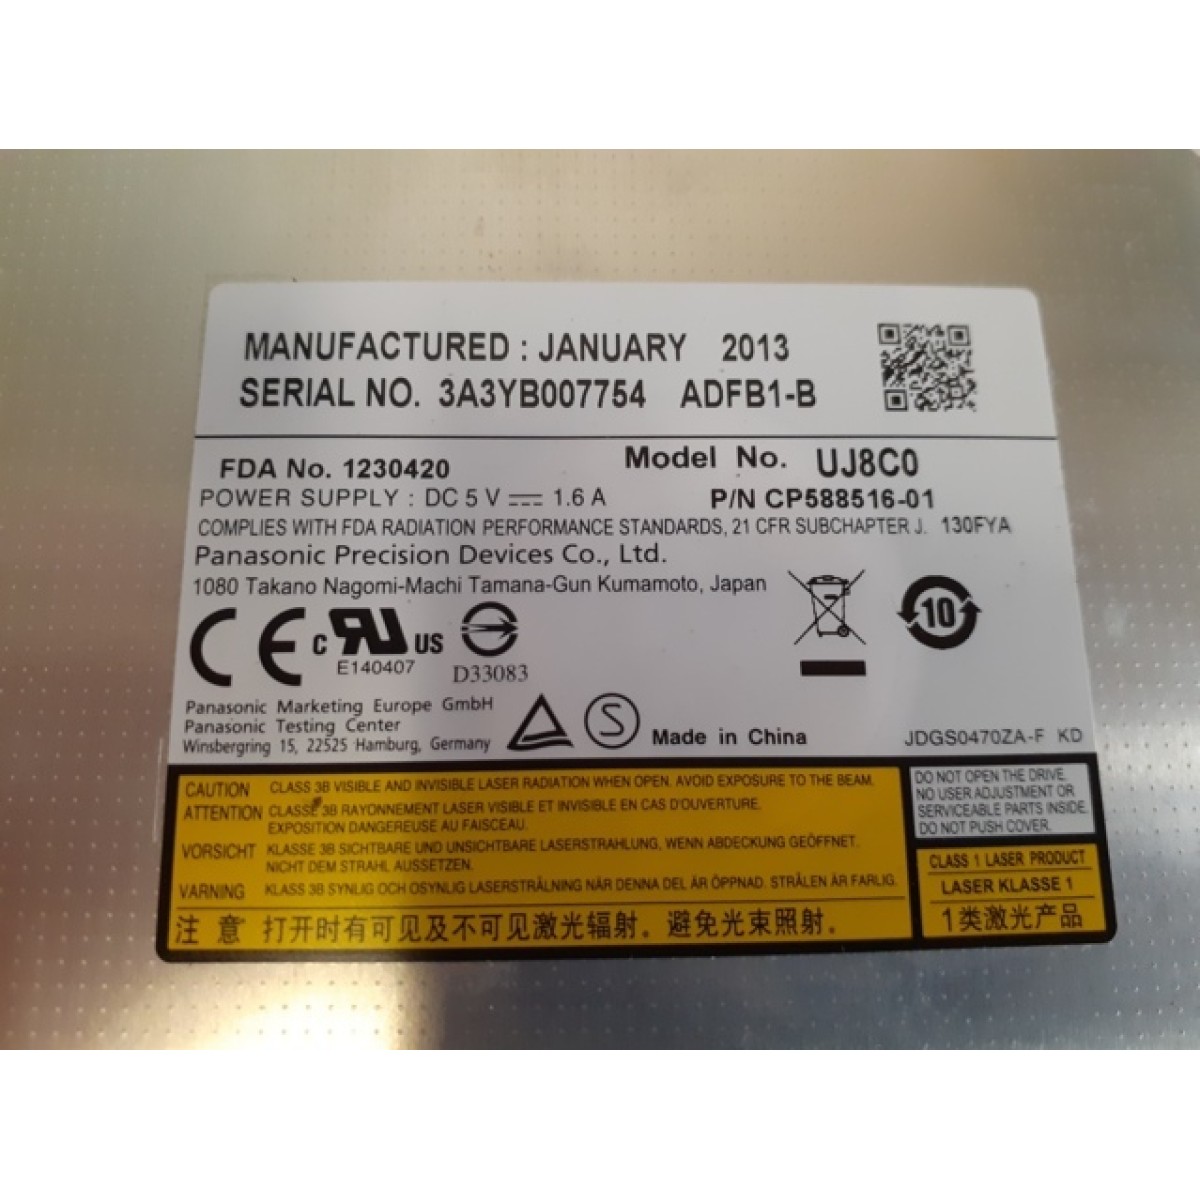 MANUFACTURED : JANUARY 2013
SERIAL NO. 3A3YB007754 ADFB1-B
FDA No. 1230420 Model No. UJ8C0
POWER SUPPLY : DC 5 V ⎓ 1.6 A P/N CP588516-01
COMPLIES WITH FDA RADIATION PERFORMANCE STANDARDS, 21 CFR SUBCHAPTER J. 130FYA
Panasonic Precision Devices Co., Ltd.
1080 Takano Nagomi-Machi Tamana-Gun Kumamoto, Japan
CE c RU US
E140407
D33083
10
Panasonic Marketing Europe GmbH
Panasonic Testing Center
Winsbergring 15, 22525 Hamburg, Germany
S
Made in China
JDGS0470ZA-F KD
CAUTION CLASS 3B VISIBLE AND INVISIBLE LASER RADIATION WHEN OPEN. AVOID EXPOSURE TO THE BEAM.
ATTENTION CLASSE 3B RAYONNEMENT LASER VISIBLE ET INVISIBLE EN CAS D'OUVERTURE.
EXPOSITION DANGEREUSE AU FAISCEAU.
VORSICHT KLASSE 3B SICHTBARE UND UNSICHTBARE LASERSTRAHLUNG, WENN ABDECKUNG GEÖFFNET.
NICHT DEM STRAHL AUSSETZEN.
VARNING KLASS 3B SYNLIG OCH OSYNLIG LASERSTRÅLNING NÄR DENNA DEL ÄR ÖPPNAD. STRÅLEN ÄR FARLIG.
注 意 打开时有可见及不可见激光辐射。避免光束照射.
DO NOT OPEN THE DRIVE.
NO USER ADJUSTMENT OR
SERVICEABLE PARTS INSIDE.
DO NOT PUSH COVER.
CLASS 1 LASER PRODUCT
LASER KLASSE 1
1类激光产品